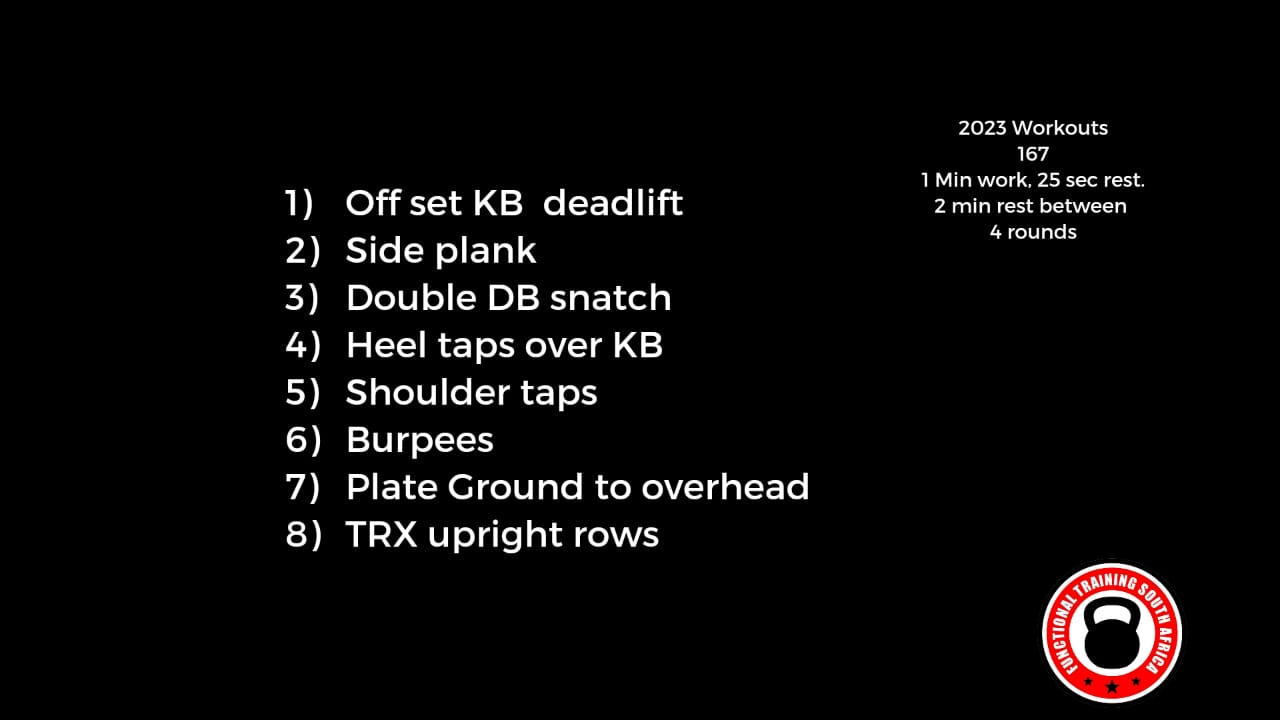 2023 Workouts
167
1 Min work, 25 sec rest.
2 min rest between
4 rounds
1) Off set KB  deadlift
2) Side plank
3) Double DB snatch
4) Heel taps over KB
5) Shoulder taps
6) Burpees
7) Plate Ground to overhead
8) TRX upright rows
FUNCTIONAL TRAINING SOUTH AFRICA